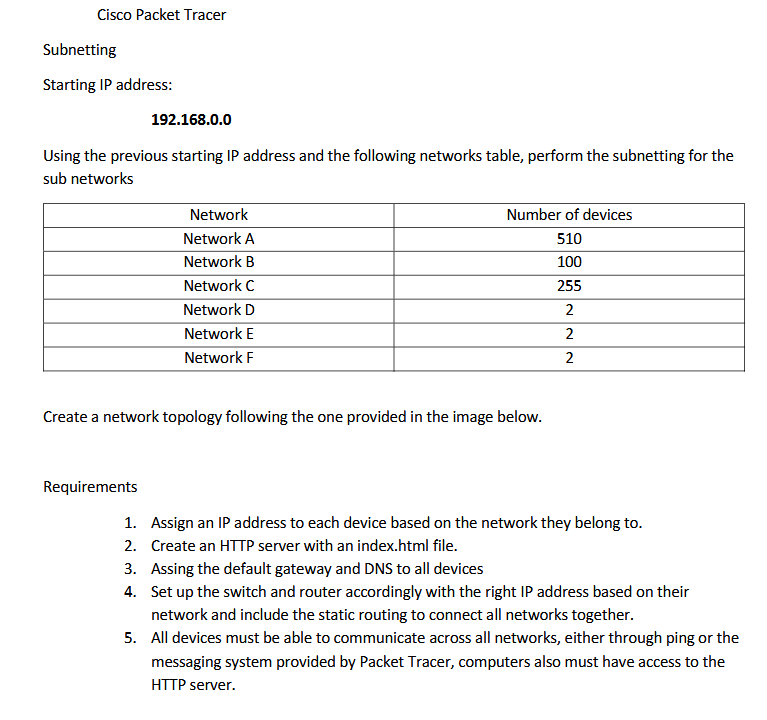 Cisco Packet Tracer
Subnetting
Starting IP address:
192.168.0.0
Using the previous starting IP address and the following networks table, perform the subnetting for the
sub networks
Network Number of devices
Network A 510
Network B 100
Network C 255
Network D 2
Network E 2
Network F 2
Create a network topology following the one provided in the image below.
Requirements
1. Assign an IP address to each device based on the network they belong to.
2. Create an HTTP server with an index.html file.
3. Assing the default gateway and DNS to all devices
4. Set up the switch and router accordingly with the right IP address based on their
network and include the static routing to connect all networks together.
5. All devices must be able to communicate across all networks, either through ping or the
messaging system provided by Packet Tracer, computers also must have access to the
HTTP server.